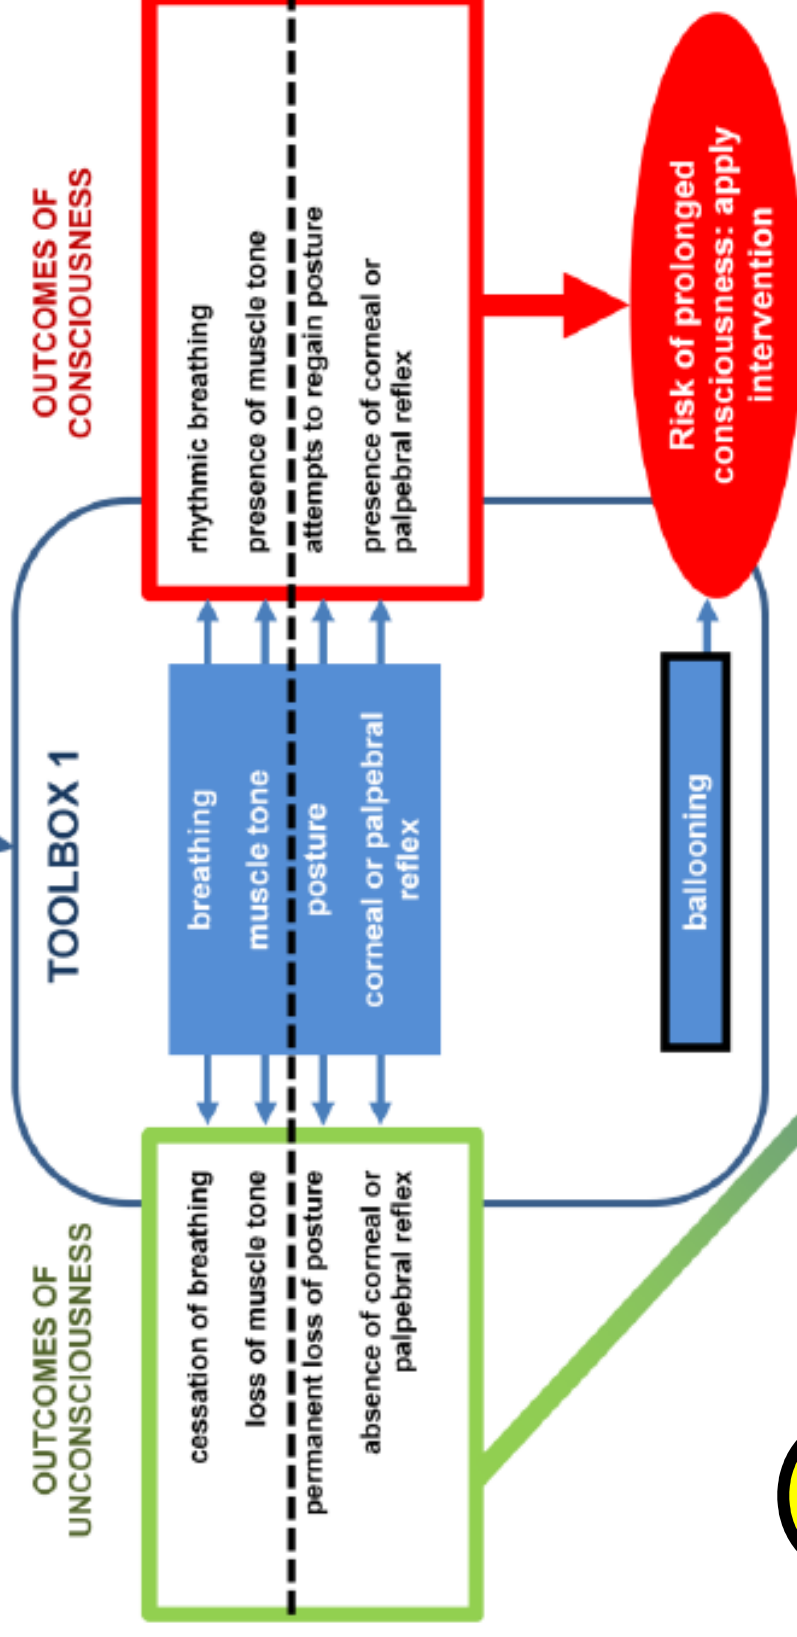 OUTCOMES OF
UNCONSCIOUSNESS
cessation of breathing
loss of muscle tone
permanent loss of posture
absence of corneal or
palpebral reflex
TOOLBOX 1
breathing
muscle tone
posture
corneal or palpebral
reflex
ballooning
OUTCOMES OF
CONSCIOUSNESS
rhythmic breathing
presence of muscle tone
attempts to regain posture
presence of corneal or
palpebral reflex
Risk of prolonged
consciousness: apply
intervention